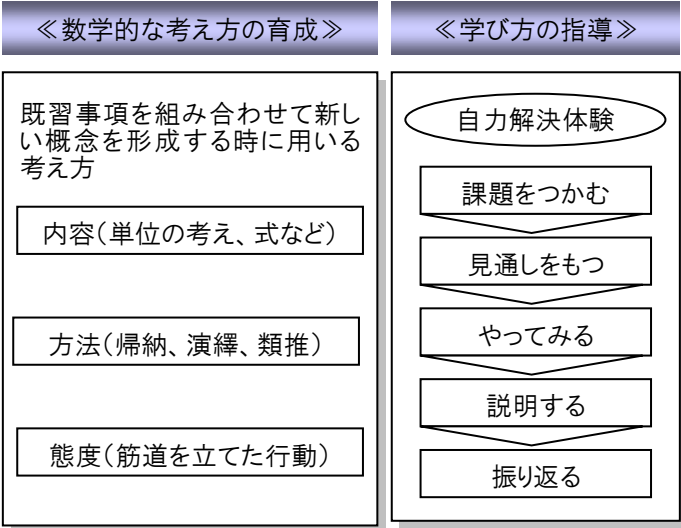 ≪数学的な考え方の育成≫
既習事項を組み合わせて新し
い概念を形成する時に用いる
考え方
内容(単位の考え、式など)
方法(帰納、演繹、類推)
態度(筋道を立てた行動)
≪学び方の指導≫
自力解決体験
課題をつかむ
見通しをもつ
やってみる
説明する
振り返る